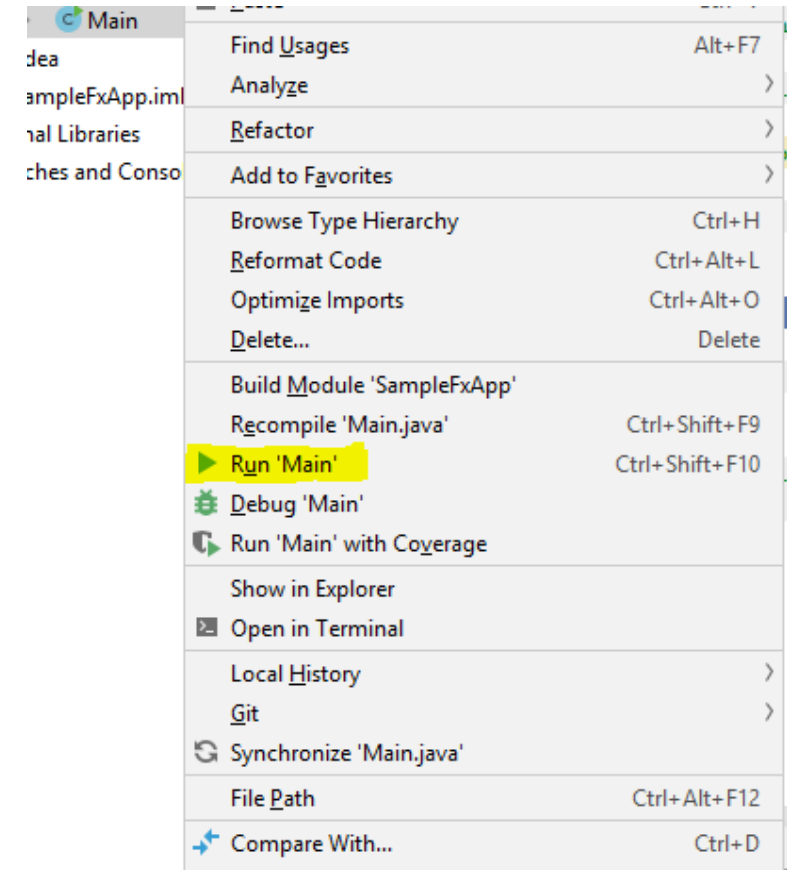 Main
dea
ampleFxApp.iml
nal Libraries
ches and Conso
Find Usages Alt+F7
Analyze
Refactor
Add to Favorites
Browse Type Hierarchy Ctrl+H
Reformat Code Ctrl+Alt+L
Optimize Imports Ctrl+Alt+O
Delete... Delete
Build Module 'SampleFxApp'
Recompile 'Main.java' Ctrl+Shift+F9
Run 'Main' Ctrl+Shift+F10
Debug 'Main'
Run 'Main' with Coverage
Show in Explorer
Open in Terminal
Local History
Git
Synchronize 'Main.java'
File Path Ctrl+Alt+F12
Compare With... Ctrl+D